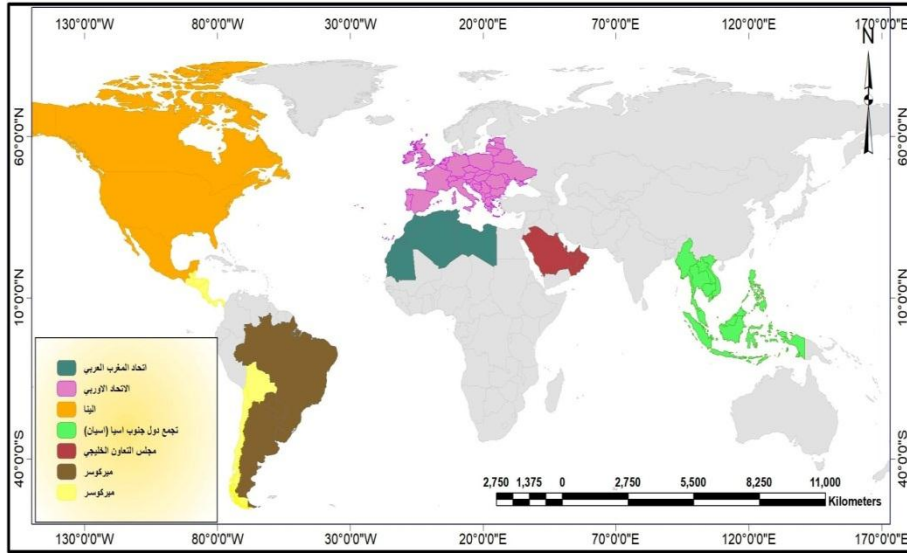 130°0'0"W 80°0'0"W 30°0'0"W 20°0'0"E 70°0'0"E 120°0'0"E 170°0'0"E
N
60°0'0"N
10°0'0"N
40°0'0"S
60°0'0"N
10°0'0"N
40°0'0"S
اتحاد المغرب العربي
الاتحاد الاوربي
الينا
تجمع دول جنوب اسيا (اسيان)
مجلس التعاون الخليجي
ميركوسر
ميركوسر
2,750 1,375 0 2,750 5,500 8,250 11,000
Kilometers
130°0'0"W 80°0'0"W 30°0'0"W 20°0'0"E 70°0'0"E 120°0'0"E 170°0'0"E